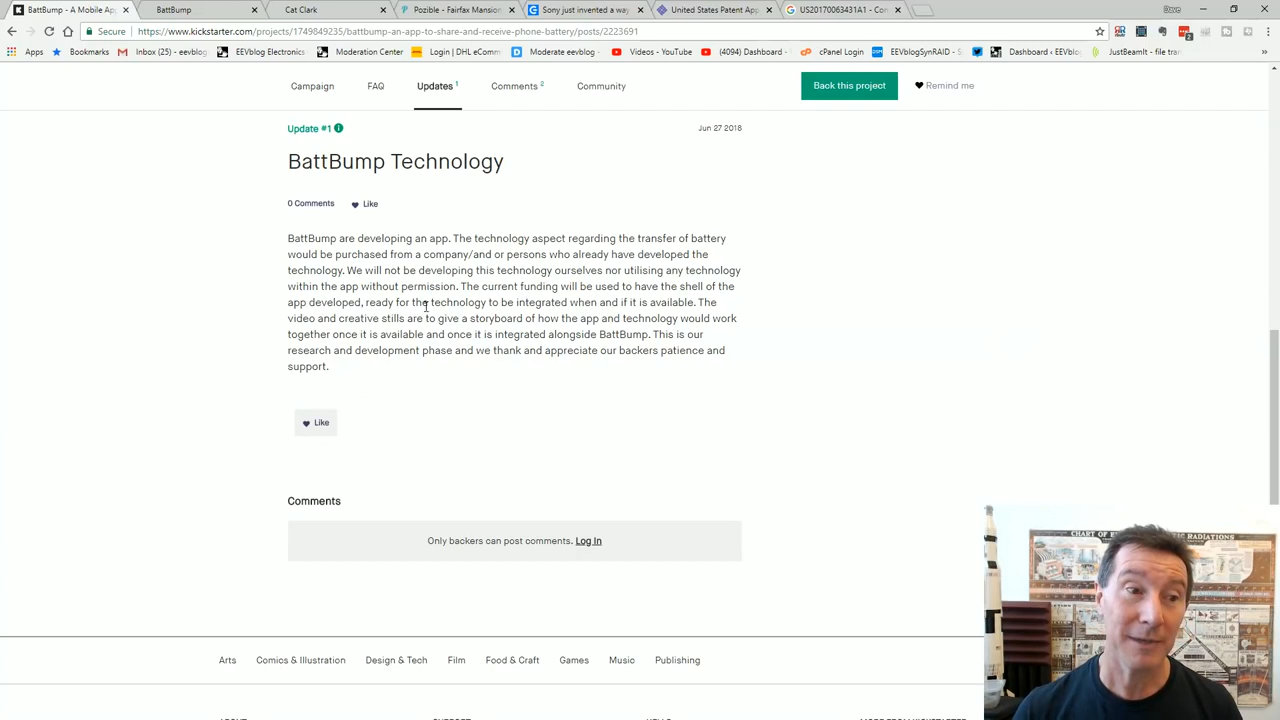 BattBump - A Mobile Ap
BattBump
Cat Clark
Pozible - Fairfax Mansion
Sony just invented a way
United States Patent App
US20170063431A1 - Con
Dave
Secure
https://www.kickstarter.com/projects/1749849235/battbump-an-app-to-share-and-receive-phone-battery/posts/2223691
Apps
Bookmarks
Inbox (25) - eevblog
EEVblog Electronics
Moderation Center
Login | DHL eComm
Moderate eevblog
Videos - YouTube
(4094) Dashboard -
cPanel Login
EEVblogSynRAID - S
Dashboard ‹ EEVblog
JustBeamIt - file tran
Campaign
FAQ
Updates 1
Comments 2
Community
Back this project
Remind me
Update #1
Jun 27 2018
BattBump Technology
0 Comments
Like
BattBump are developing an app. The technology aspect regarding the transfer of battery
would be purchased from a company/and or persons who already have developed the
technology. We will not be developing this technology ourselves nor utilising any technology
within the app without permission. The current funding will be used to have the shell of the
app developed, ready for the technology to be integrated when and if it is available. The
video and creative stills are to give a storyboard of how the app and technology would work
together once it is available and once it is integrated alongside BattBump. This is our
research and development phase and we thank and appreciate our backers patience and
support.
Like
Comments
Only backers can post comments. Log In
Arts
Comics & Illustration
Design & Tech
Film
Food & Craft
Games
Music
Publishing